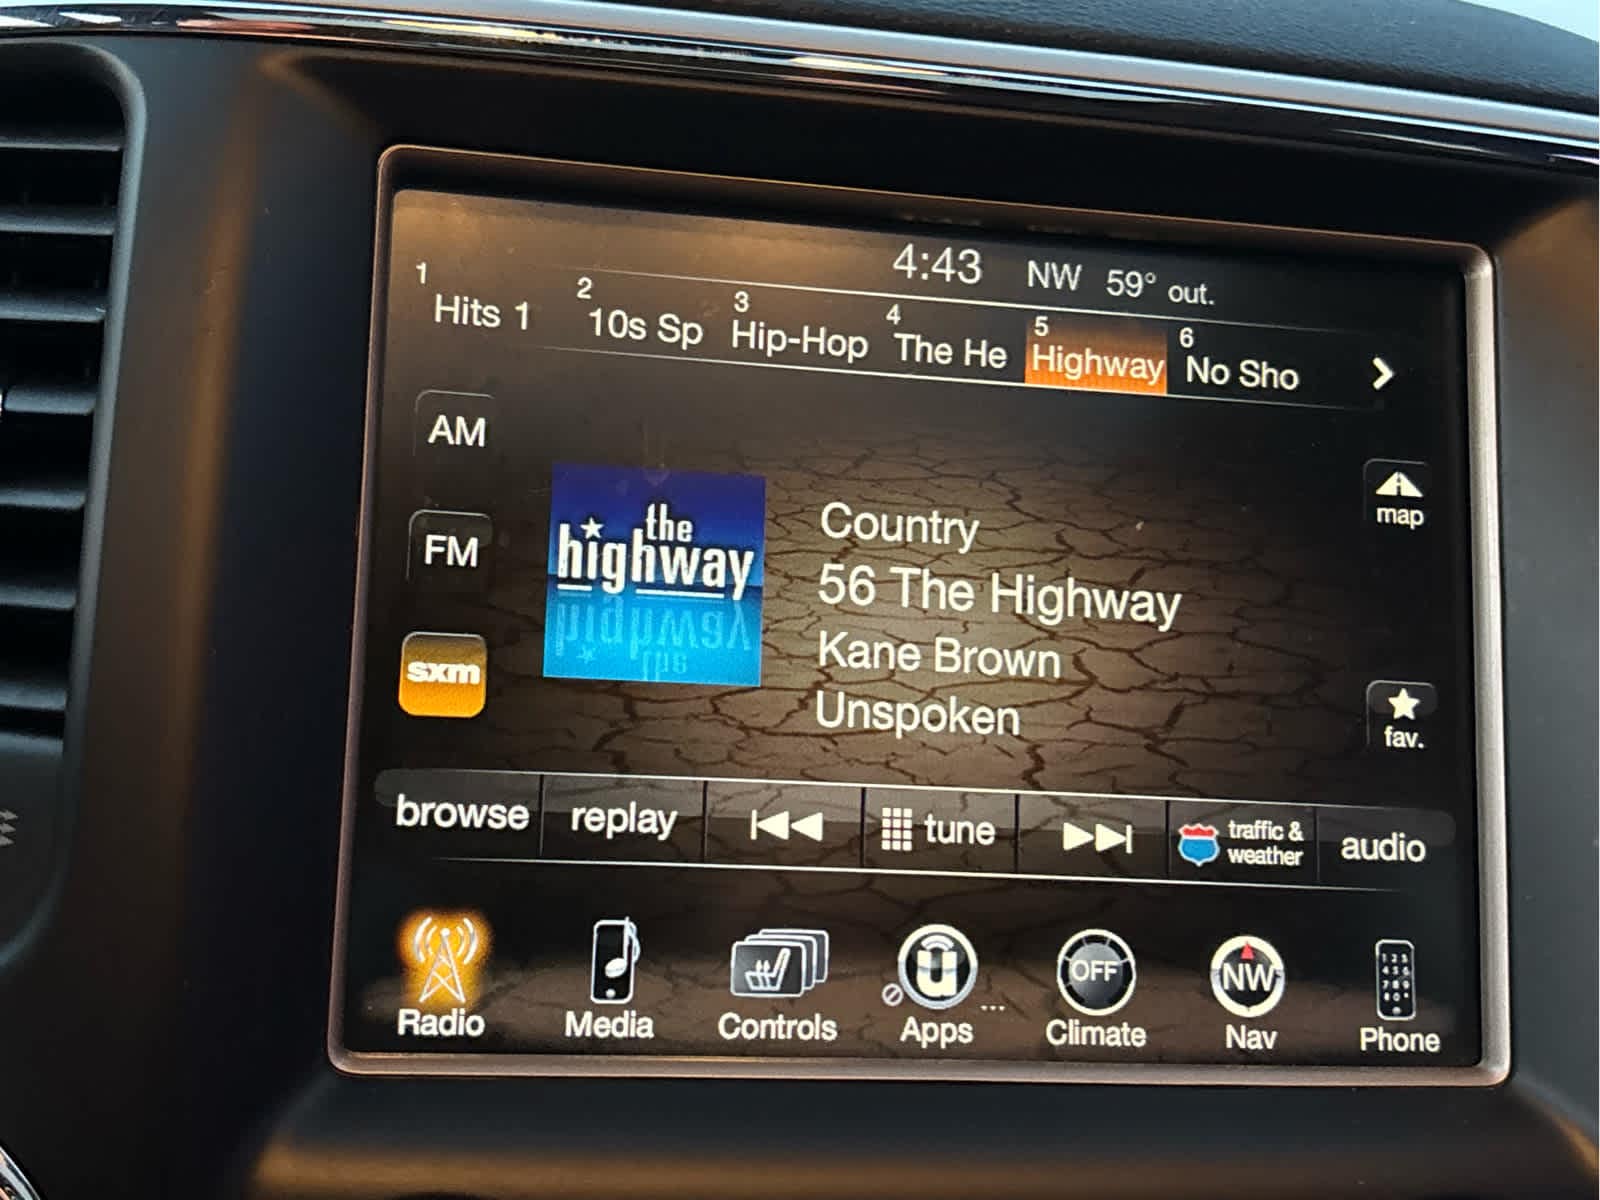 4:43 NW 59° out.
1 Hits 1
2 10s Sp
3 Hip-Hop
4 The He
5 Highway
6 No Sho
AM
FM
sxm
the
highway
Country
56 The Highway
Kane Brown
Unspoken
map
fav.
browse
replay
tune
traffic &
weather
audio
OFF
NW
Radio
Media
Controls
Apps
...
Climate
Nav
Phone